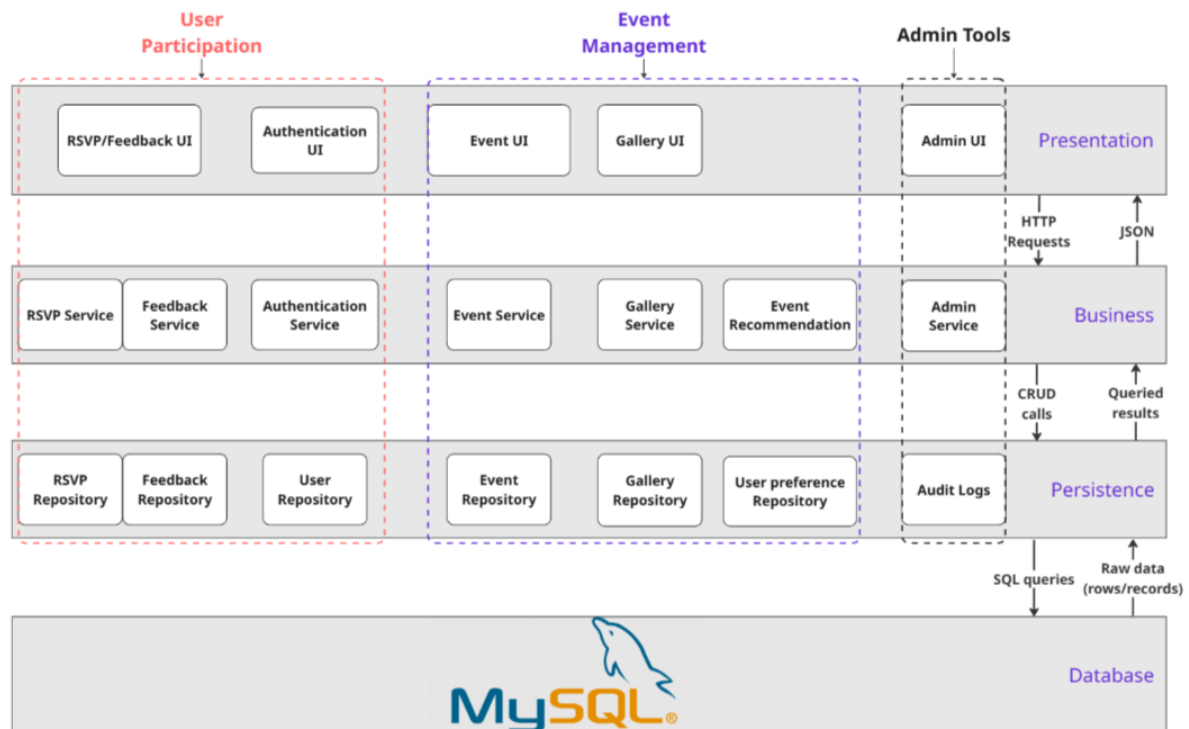 User
Participation
Event
Management
Admin Tools
RSVP/Feedback UI
Authentication
UI
Event UI
Gallery UI
Admin UI
Presentation
HTTP
Requests
JSON
RSVP Service
Feedback
Service
Authentication
Service
Event Service
Gallery
Service
Event
Recommendation
Admin
Service
Business
CRUD
calls
Queried
results
RSVP
Repository
Feedback
Repository
User
Repository
Event
Repository
Gallery
Repository
User preference
Repository
Audit Logs
Persistence
SQL queries
Raw data
(rows/records)
MySQL®
Database